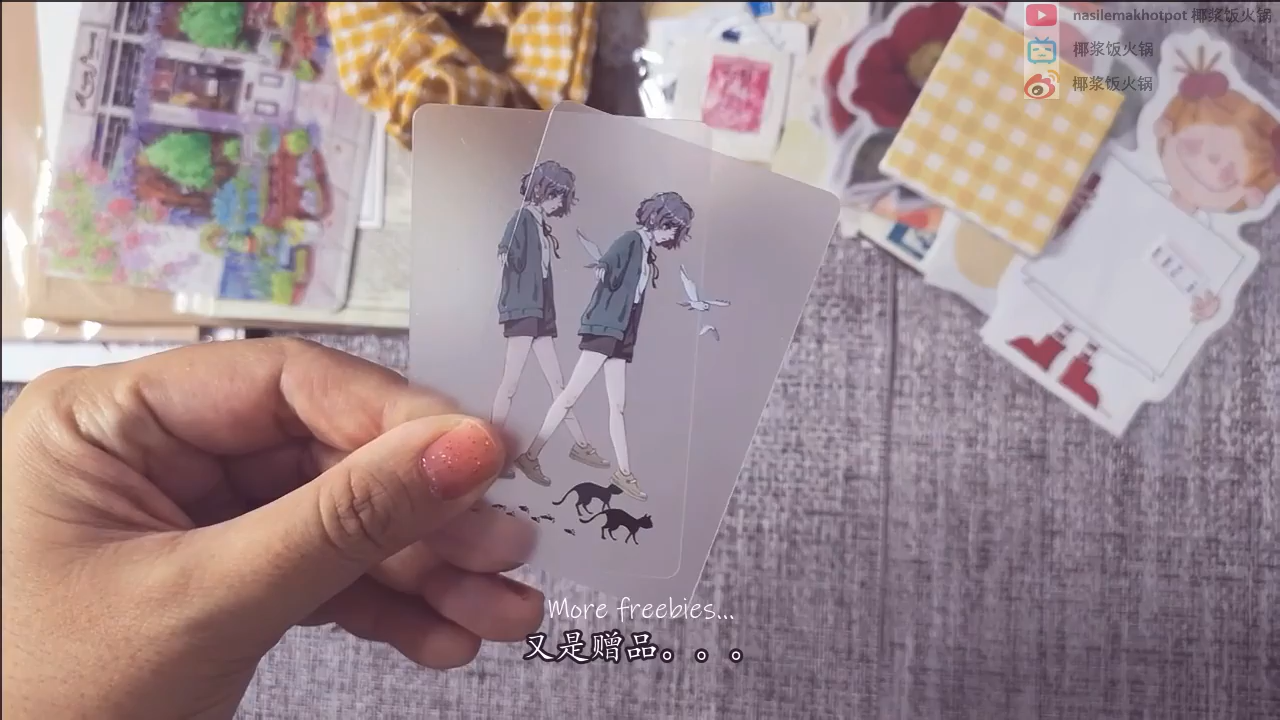 nasilemakhotpot 椰浆饭火锅
椰浆饭火锅
椰浆饭火锅
More freebies...
又是赠品。。。